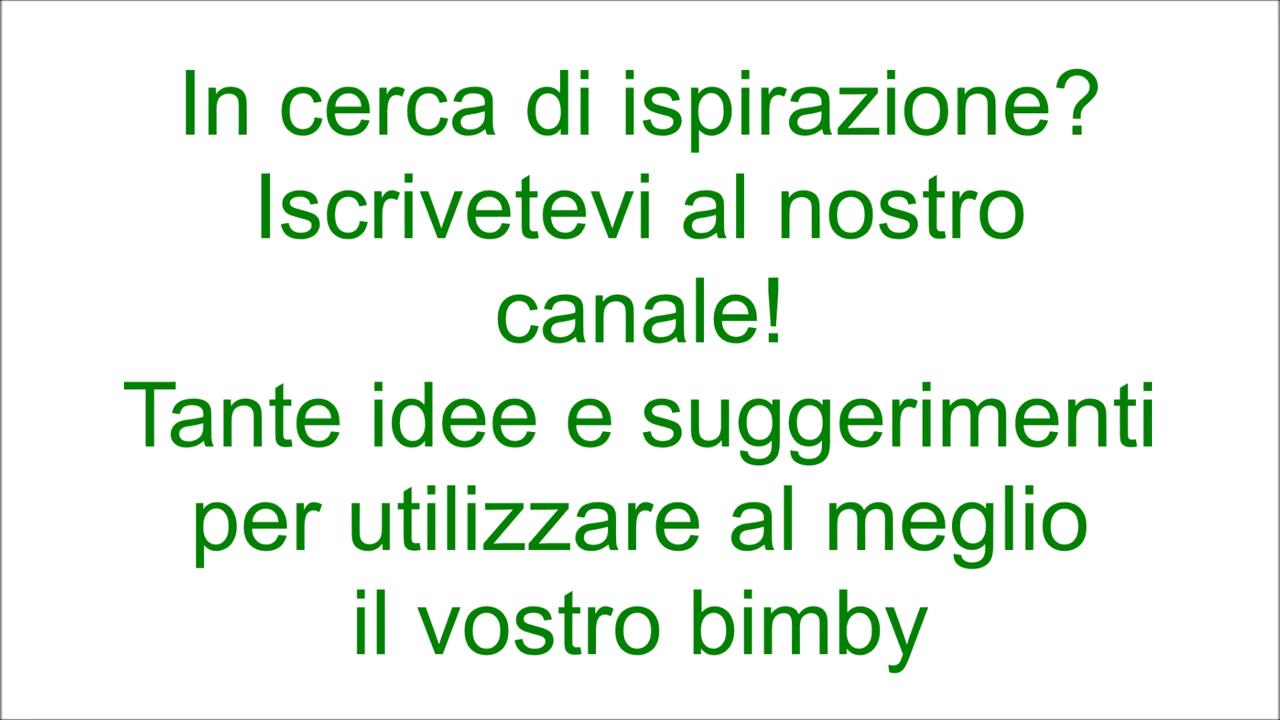 In cerca di ispirazione?
Iscrivetevi al nostro
canale!
Tante idee e suggerimenti
per utilizzare al meglio
il vostro bimby